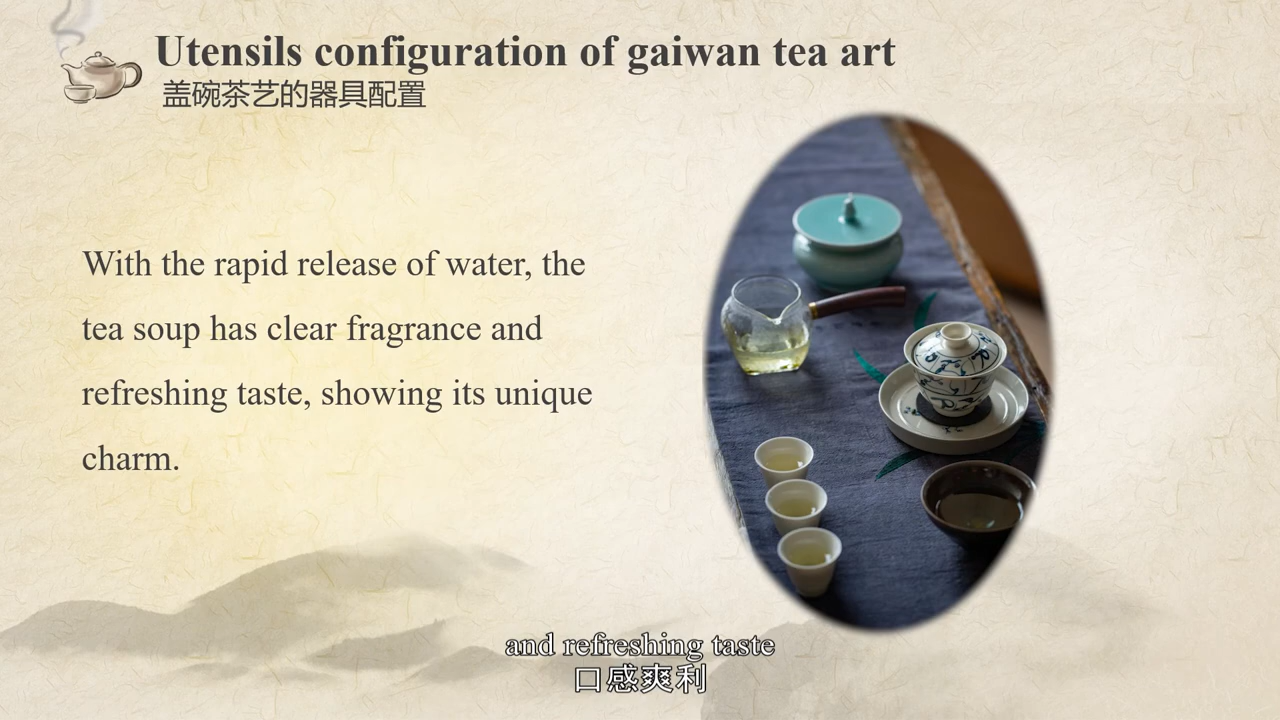 Utensils configuration of gaiwan tea art
盖碗茶艺的器具配置
With the rapid release of water, the
tea soup has clear fragrance and
refreshing taste, showing its unique
charm.
and refreshing taste
口感爽利